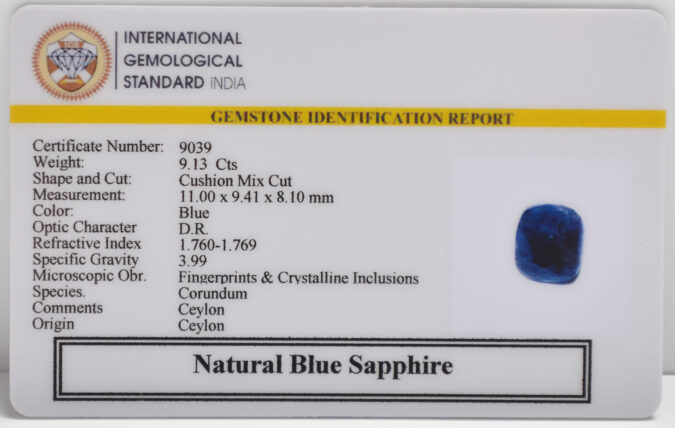 INTERNATIONAL
GEMOLOGICAL
STANDARD INDIA
GEMSTONE IDENTIFICATION REPORT
Certificate Number: 9039
Weight: 9.13 Cts
Shape and Cut: Cushion Mix Cut
Measurement: 11.00 x 9.41 x 8.10 mm
Color: Blue
Optic Character D.R.
Refractive Index 1.760-1.769
Specific Gravity 3.99
Microscopic Obr. Fingerprints & Crystalline Inclusions
Species. Corundum
Comments Ceylon
Origin Ceylon
Natural Blue Sapphire